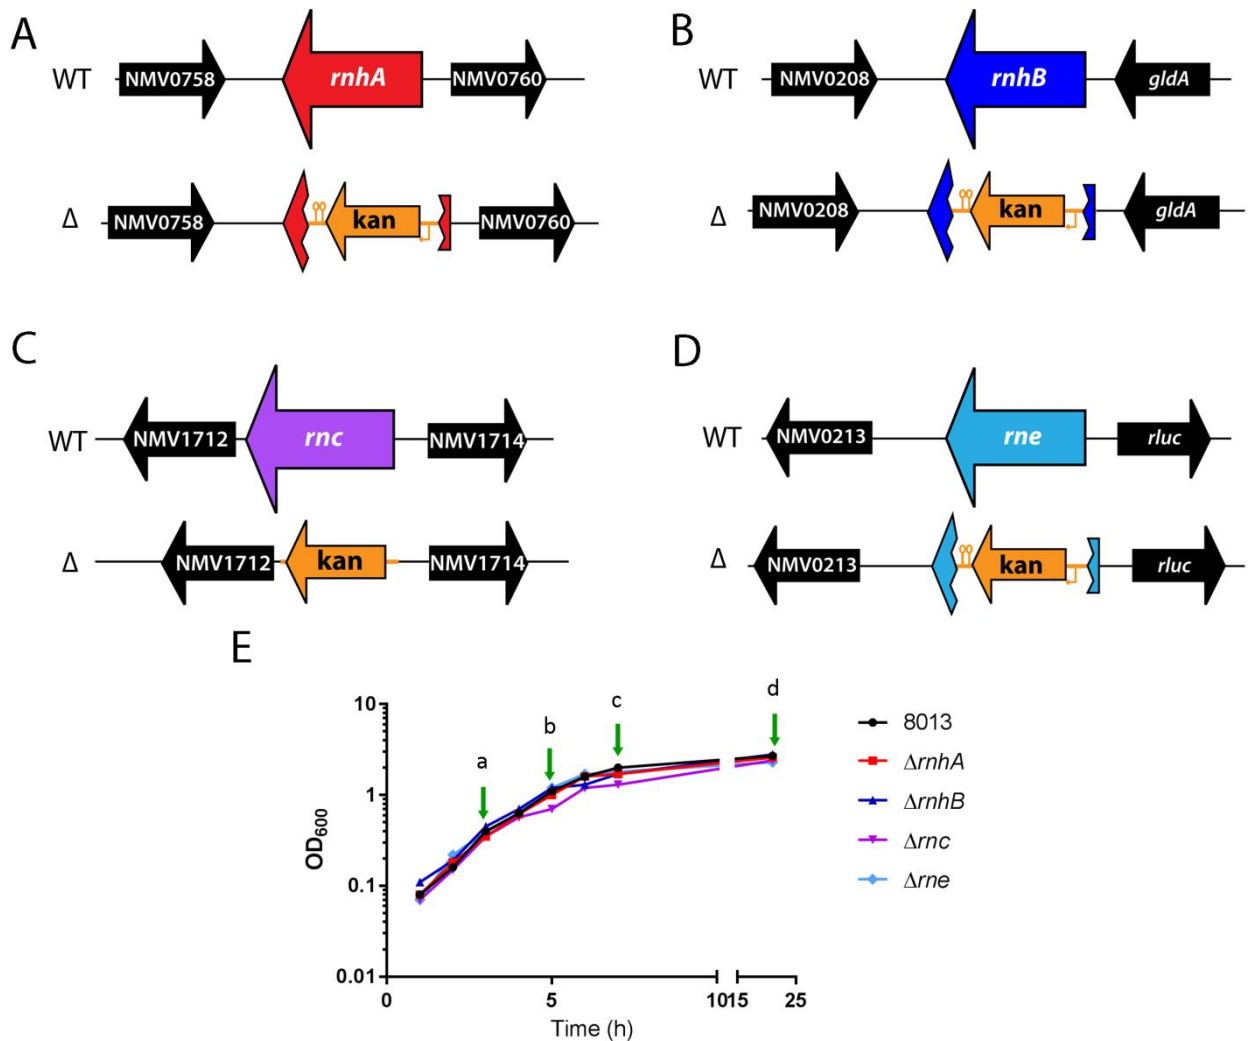 A
WT NMV0758 rnhA NMV0760
Δ NMV0758 kan NMV0760
B
WT NMV0208 rnhB gldA
Δ NMV0208 kan gldA
C
WT NMV1712 rnc NMV1714
Δ NMV1712 kan NMV1714
D
WT NMV0213 rne rluc
Δ NMV0213 kan rluc
E
a b c d
10
1
0.1
0.01
OD600
0 5 10 15 25
Time (h)
8013
ΔrnhA
ΔrnhB
Δrnc
Δrne